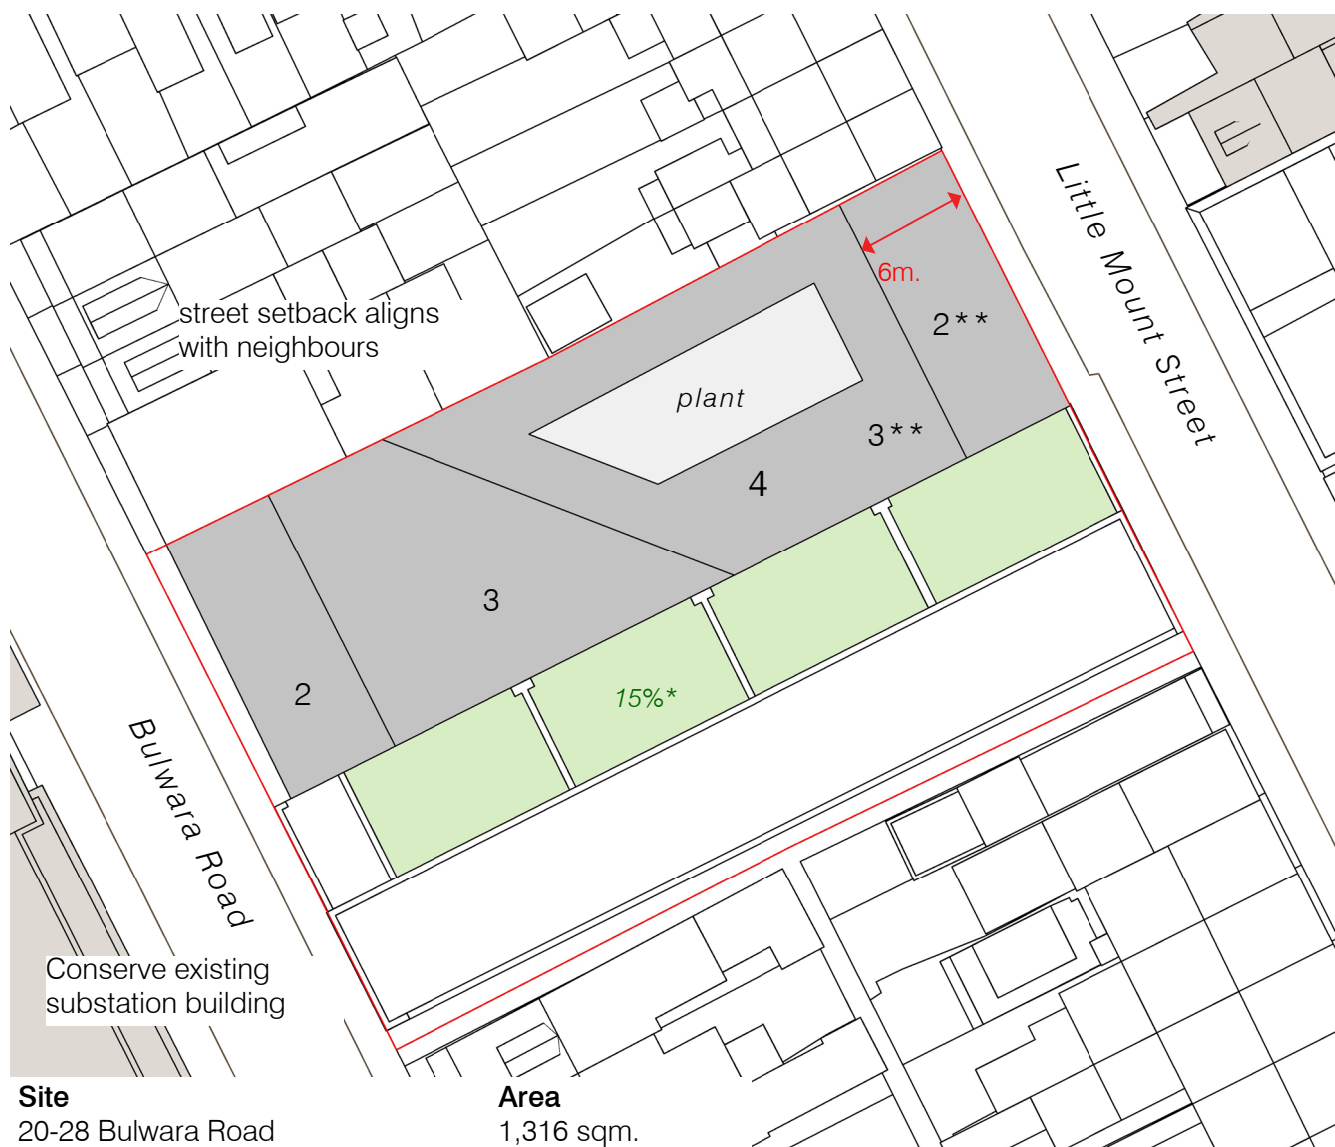 Little Mount Street
6m.
2**
street setback aligns
with neighbours
plant
3**
4
3
2
15%*
Bulwara Road
Conserve existing
substation building
Site
20-28 Bulwara Road
Area
1,316 sqm.